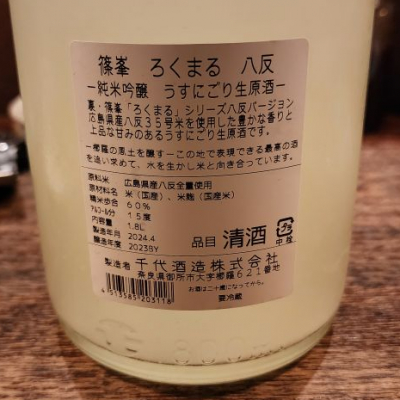 篠峯　ろくまる　八反
−純米吟醸　うすにごり生原酒−
裏・篠峯「ろくまる」シリーズ八反バージョン
広島県産八反35号米を使用した豊かな香りと
上品な甘みのあるうすにごり生原酒です。
−櫛羅の風土を醸す−この地で表現できる最高の酒
を追い求めて、水を生かし米と向き合っています。
原料米　広島県産八反全量使用
原材料名　米（国産）、米麹（国産米）
精米歩合　60％
アルコール分　15度
内容量　1.8L
製造年月　2024.4
醸造年度　2023BY
品目　清酒
中栓
製造者　千代酒造株式会社
奈良県御所市大字櫛羅621番地
お酒は二十歳になってから。
要冷蔵
4513585203118